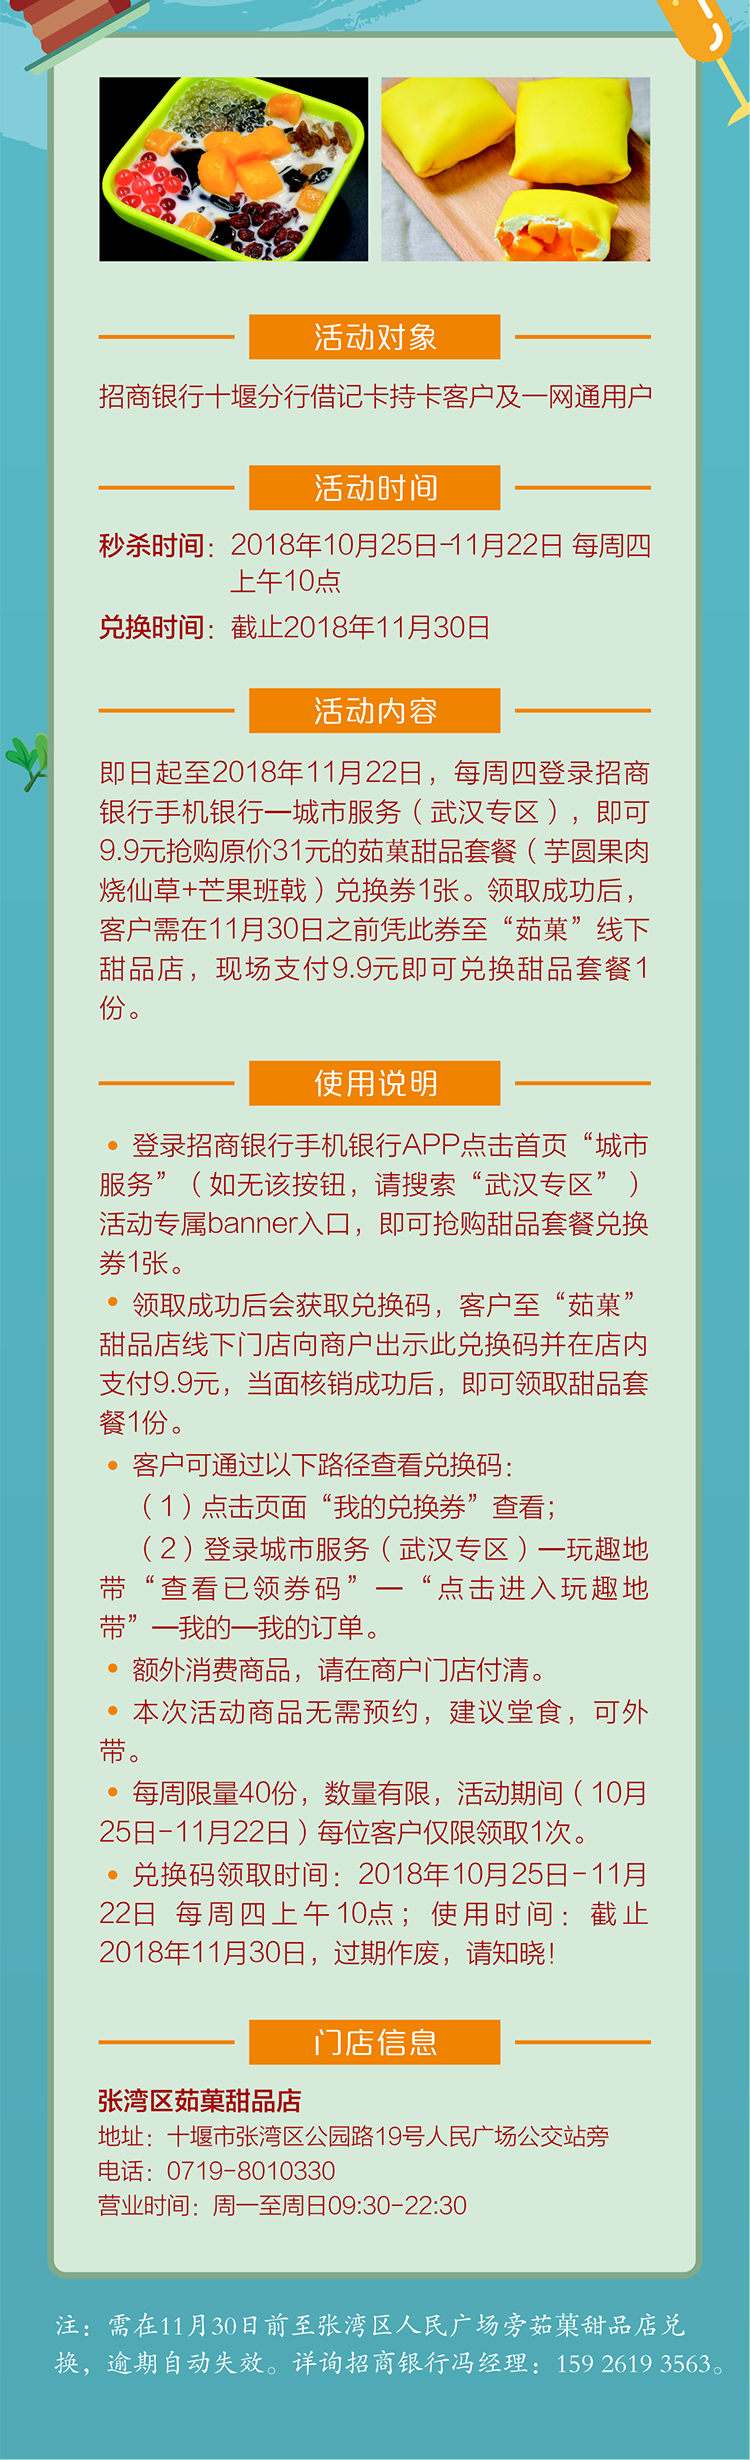 活动对象
招商银行十堰分行借记卡持卡客户及一网通用户
活动时间
秒杀时间：2018年10月25日-11月22日 每周四
上午10点
兑换时间：截止2018年11月30日
活动内容
即日起至2018年11月22日，每周四登录招商
银行手机银行—城市服务（武汉专区），即可
9.9元抢购原价31元的茹菓甜品套餐（芋圆果肉
烧仙草+芒果班戟）兑换券1张。领取成功后，
客户需在11月30日之前凭此券至“茹菓”线下
甜品店，现场支付9.9元即可兑换甜品套餐1
份。
使用说明
• 登录招商银行手机银行APP点击首页“城市
服务”（如无该按钮，请搜索“武汉专区”）
活动专属banner入口，即可抢购甜品套餐兑换
券1张。
• 领取成功后会获取兑换码，客户至“茹菓”
甜品店线下门店向商户出示此兑换码并在店内
支付9.9元，当面核销成功后，即可领取甜品套
餐1份。
• 客户可通过以下路径查看兑换码：
（1）点击页面“我的兑换券”查看；
（2）登录城市服务（武汉专区）—玩趣地
带“查看已领券码”—“点击进入玩趣地
带”—我的—我的订单。
• 额外消费商品，请在商户门店付清。
• 本次活动商品无需预约，建议堂食，可外
带。
• 每周限量40份，数量有限，活动期间（10月
25日-11月22日）每位客户仅限领取1次。
• 兑换码领取时间：2018年10月25日-11月
22日 每周四上午10点；使用时间：截止
2018年11月30日，过期作废，请知晓！
门店信息
张湾区茹菓甜品店
地址：十堰市张湾区公园路19号人民广场公交站旁
电话：0719-8010330
营业时间：周一至周日09:30-22:30
注：需在11月30日前至张湾区人民广场旁茹菓甜品店兑
换，逾期自动失效。详询招商银行冯经理：159 2619 3563。